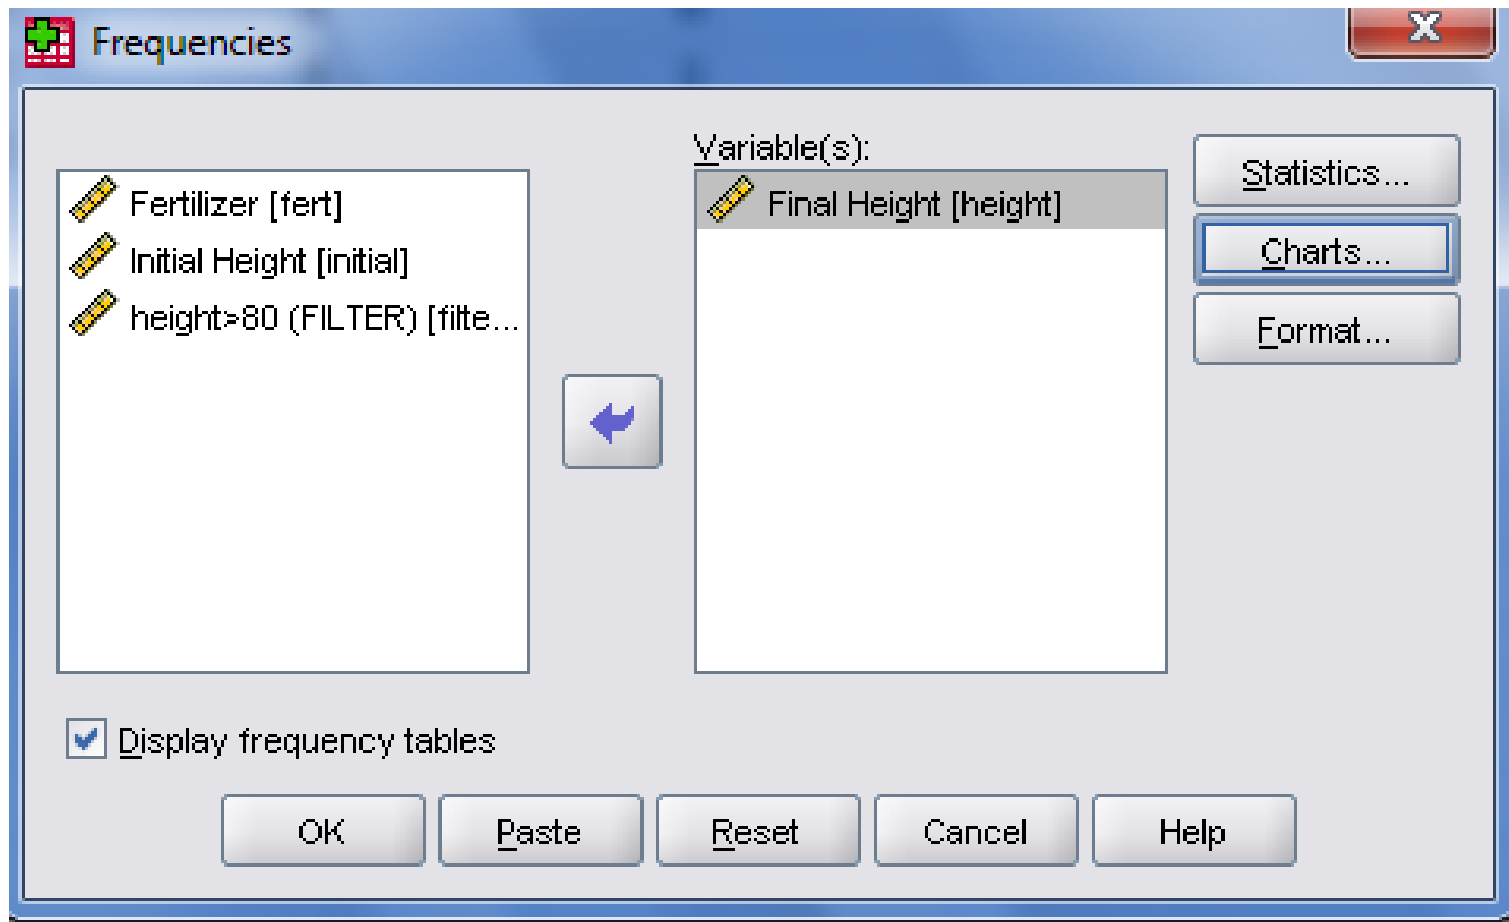 Frequencies
Fertilizer [fert]
Initial Height [initial]
height>80 (FILTER) [filte...
Variable(s):
Final Height [height]
Statistics...
Charts...
Format...
Display frequency tables
OK
Paste
Reset
Cancel
Help